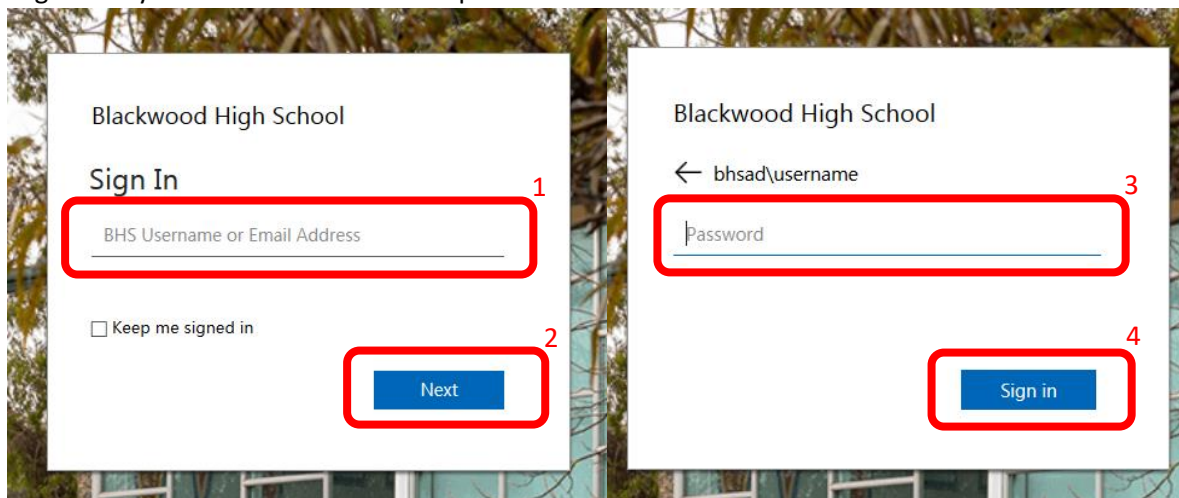 Blackwood High School
Sign In
1
BHS Username or Email Address
Keep me signed in
2
Next
Blackwood High School
← bhsad\username
3
Password
4
Sign in